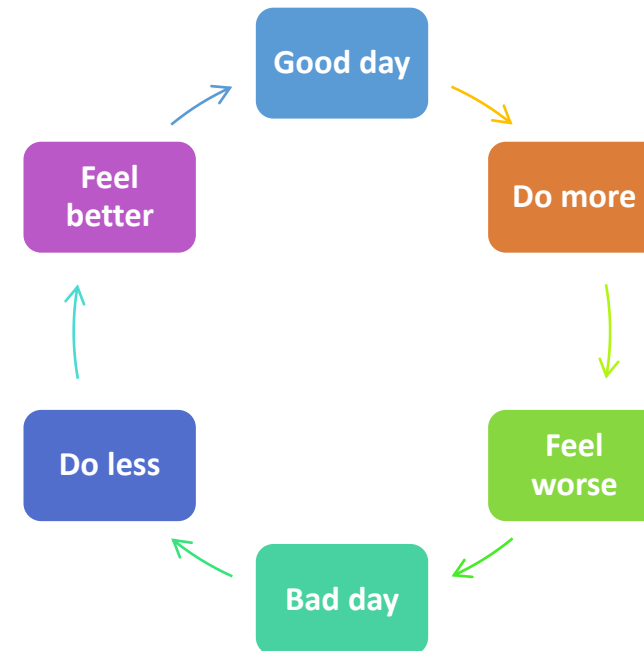 Good day
Do more
Feel
worse
Bad day
Do less
Feel
better